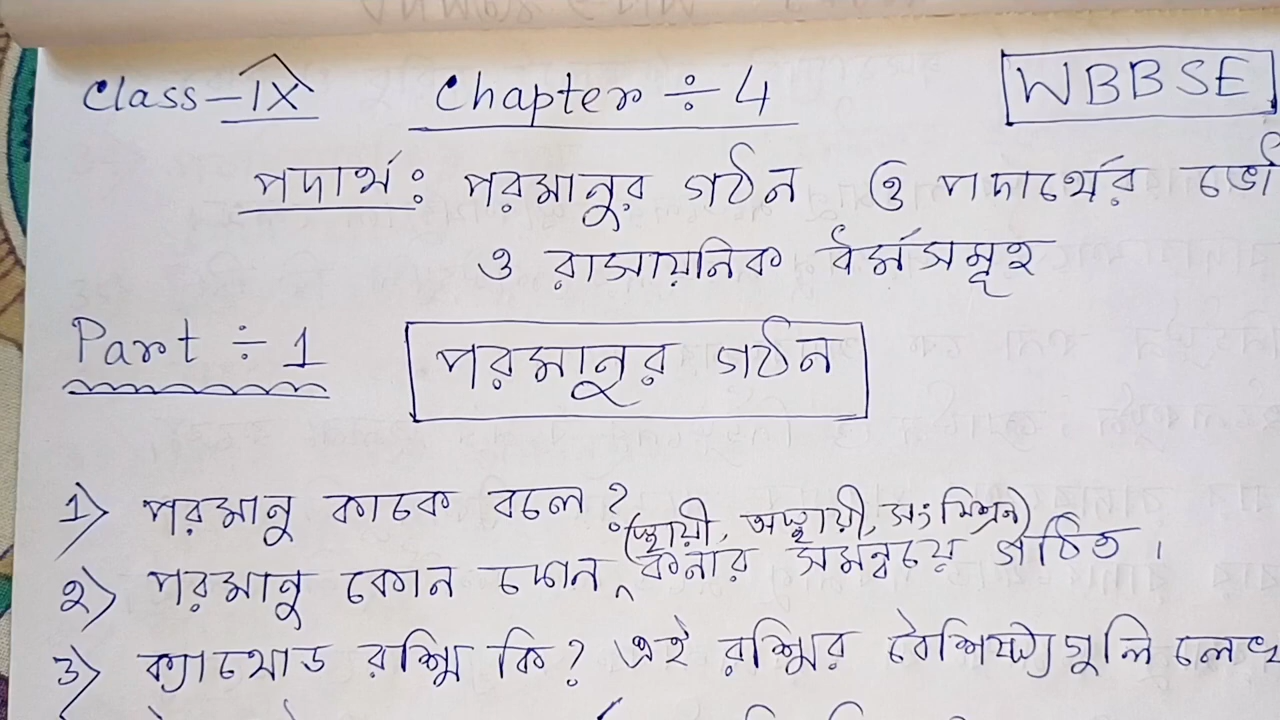 Class-IX Chapter ÷ 4 WBBSE
পদার্থ: পরমানুর গঠন ও পদার্থের ভৌ
ও রাসায়নিক ধর্মসমূহ
Part ÷ 1 পরমানুর গঠন
1) পরমানু কাকে বলে?
(স্থায়ী, অস্থায়ী, সংমিশ্রন)
২) পরমানু কোন কোন কনার সমন্বয়ে গঠিত।
3) ক্যাথোড রশ্মি কি? এই রশ্মির বৈশিষ্ট্যগুলি লেখ